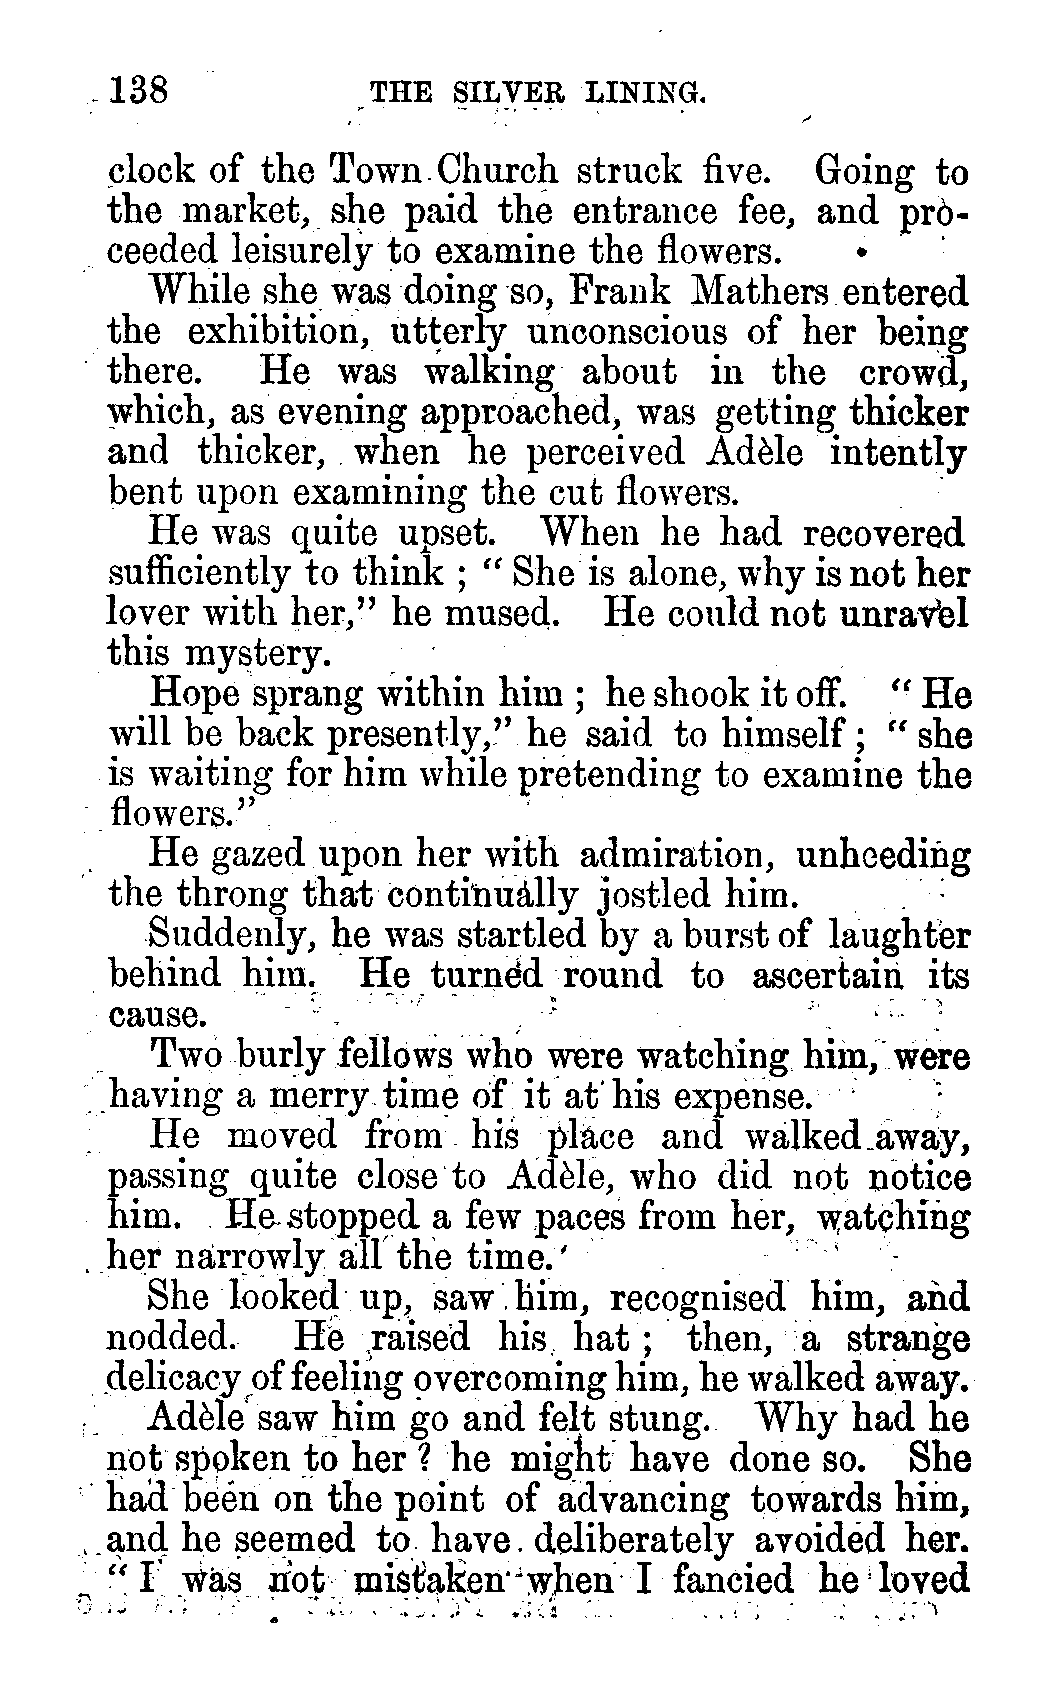 138 THE SILVER LINING.
clock of the Town Church struck five. Going to
the market, she paid the entrance fee, and pro-
ceeded leisurely to examine the flowers.
While she was doing so, Frank Mathers entered
the exhibition, utterly unconscious of her being
there. He was walking about in the crowd,
which, as evening approached, was getting thicker
and thicker, when he perceived Adèle intently
bent upon examining the cut flowers.
He was quite upset. When he had recovered
sufficiently to think ; “ She is alone, why is not her
lover with her,” he mused. He could not unravel
this mystery.
Hope sprang within him ; he shook it off. “ He
will be back presently,” he said to himself ; “ she
is waiting for him while pretending to examine the
flowers.”
He gazed upon her with admiration, unheeding
the throng that continually jostled him.
Suddenly, he was startled by a burst of laughter
behind him. He turned round to ascertain its
cause.
Two burly fellows who were watching him, were
having a merry time of it at his expense.
He moved from his place and walked away,
passing quite close to Adèle, who did not notice
him. He stopped a few paces from her, watching
her narrowly all the time.
She looked up, saw him, recognised him, and
nodded. He raised his hat ; then, a strange
delicacy of feeling overcoming him, he walked away.
Adèle saw him go and felt stung. Why had he
not spoken to her ? he might have done so. She
had been on the point of advancing towards him,
and he seemed to have deliberately avoided her.
“ I was not mistaken when I fancied he loved